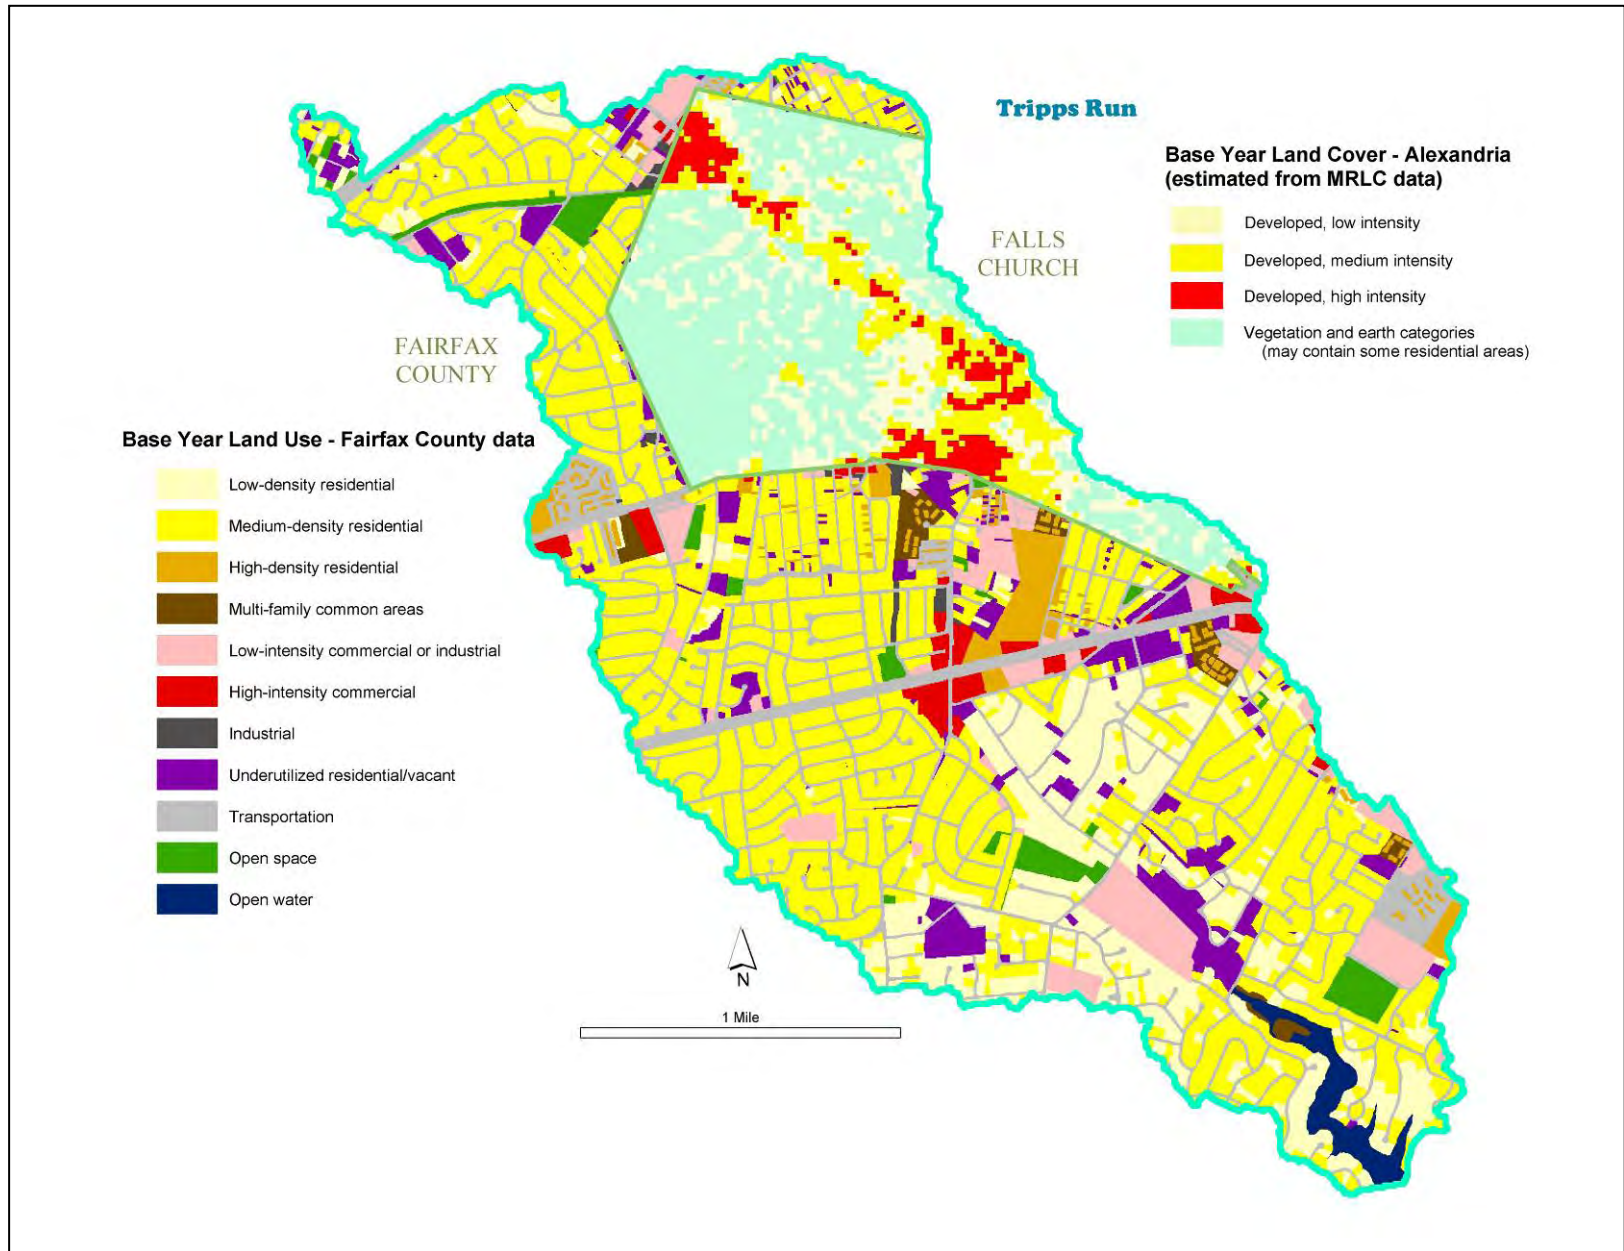 Tripps Run
Base Year Land Cover - Alexandria
(estimated from MRLC data)
Developed, low intensity
Developed, medium intensity
Developed, high intensity
Vegetation and earth categories
(may contain some residential areas)
FALLS
CHURCH
FAIRFAX
COUNTY
Base Year Land Use - Fairfax County data
Low-density residential
Medium-density residential
High-density residential
Multi-family common areas
Low-intensity commercial or industrial
High-intensity commercial
Industrial
Underutilized residential/vacant
Transportation
Open space
Open water
N
1 Mile